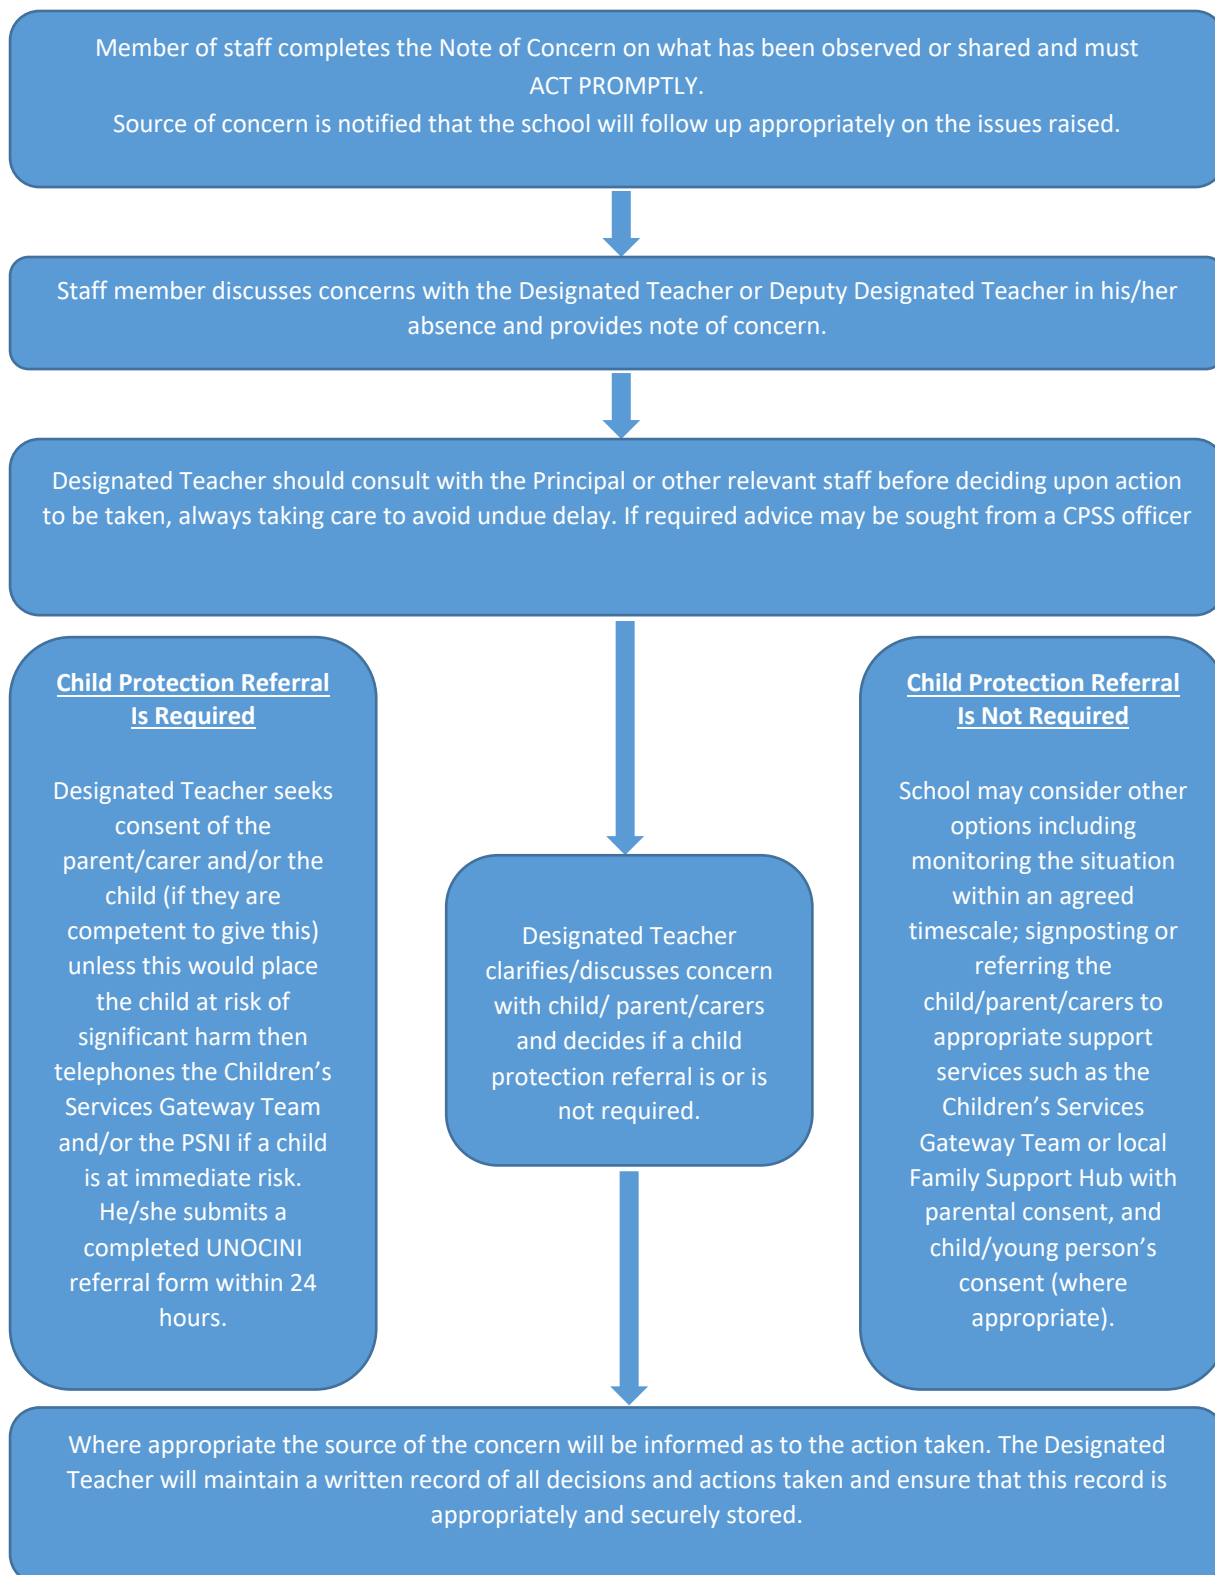 Member of staff completes the Note of Concern on what has been observed or shared and must
ACT PROMPTLY.
Source of concern is notified that the school will follow up appropriately on the issues raised.
Staff member discusses concerns with the Designated Teacher or Deputy Designated Teacher in his/her
absence and provides note of concern.
Designated Teacher should consult with the Principal or other relevant staff before deciding upon action
to be taken, always taking care to avoid undue delay. If required advice may be sought from a CPSS officer
Child Protection Referral
Is Required
Designated Teacher seeks
consent of the
parent/carer and/or the
child (if they are
competent to give this)
unless this would place
the child at risk of
significant harm then
telephones the Children’s
Services Gateway Team
and/or the PSNI if a child
is at immediate risk.
He/she submits a
completed UNOCINI
referral form within 24
hours.
Designated Teacher
clarifies/discusses concern
with child/ parent/carers
and decides if a child
protection referral is or is
not required.
Child Protection Referral
Is Not Required
School may consider other
options including
monitoring the situation
within an agreed
timescale; signposting or
referring the
child/parent/carers to
appropriate support
services such as the
Children’s Services
Gateway Team or local
Family Support Hub with
parental consent, and
child/young person’s
consent (where
appropriate).
Where appropriate the source of the concern will be informed as to the action taken. The Designated
Teacher will maintain a written record of all decisions and actions taken and ensure that this record is
appropriately and securely stored.